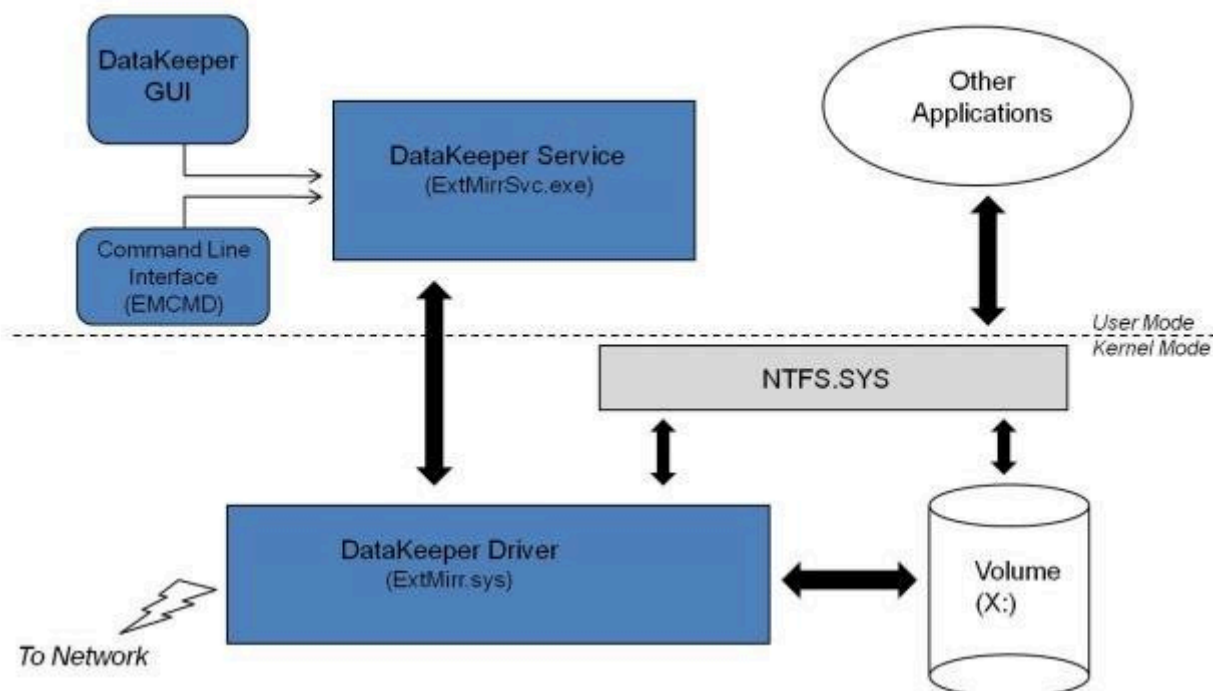 DataKeeper
GUI
Other
Applications
DataKeeper Service
(ExtMirrSvc.exe)
Command Line
Interface
(EMCMD)
User Mode
Kernel Mode
NTFS.SYS
DataKeeper Driver
(ExtMirr.sys)
Volume
(X:)
To Network